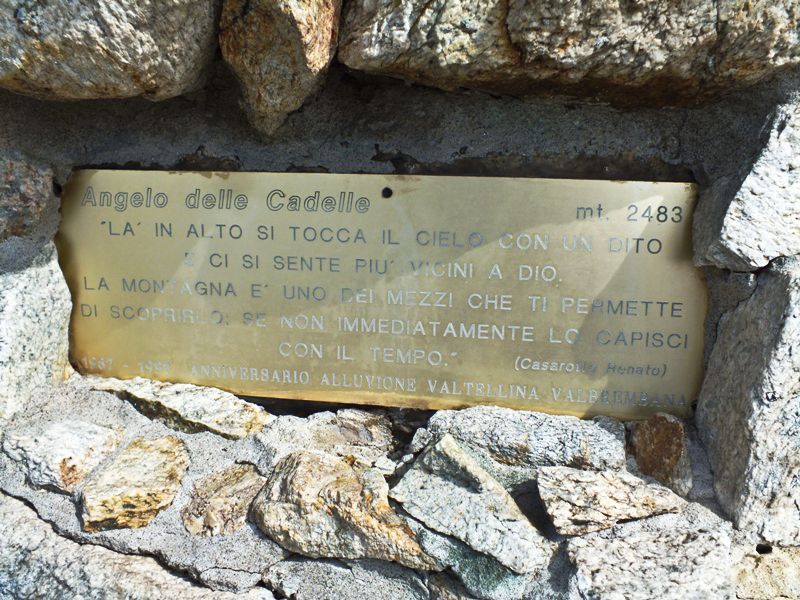 Angelo delle Cadelle mt. 2483
"LA' IN ALTO SI TOCCA IL CIELO CON UN DITO
E CI SI SENTE PIU' VICINI A DIO.
LA MONTAGNA E' UNO DEI MEZZI CHE TI PERMETTE
DI SCOPRIRLO; SE NON IMMEDIATAMENTE LO CAPISCI
CON IL TEMPO.". (Casarotto Renato)
1987 - 1997 ANNIVERSARIO ALLUVIONE VALTELLINA VALBREMBANA